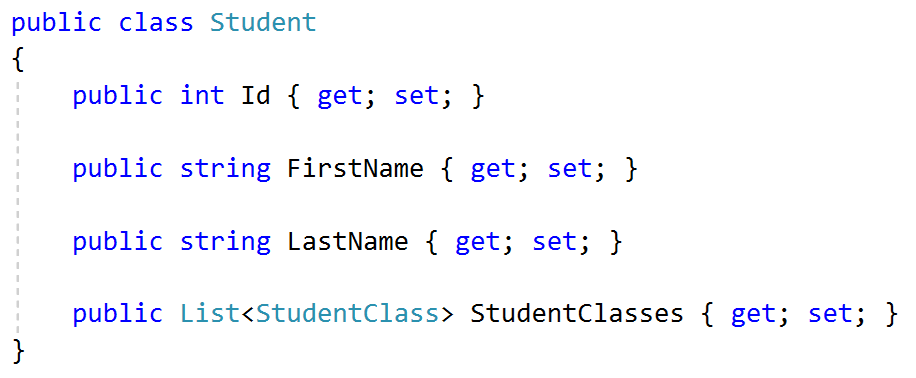 public class Student
{
public int Id { get; set; }
public string FirstName { get; set; }
public string LastName { get; set; }
public List<StudentClass> StudentClasses { get; set; }
}